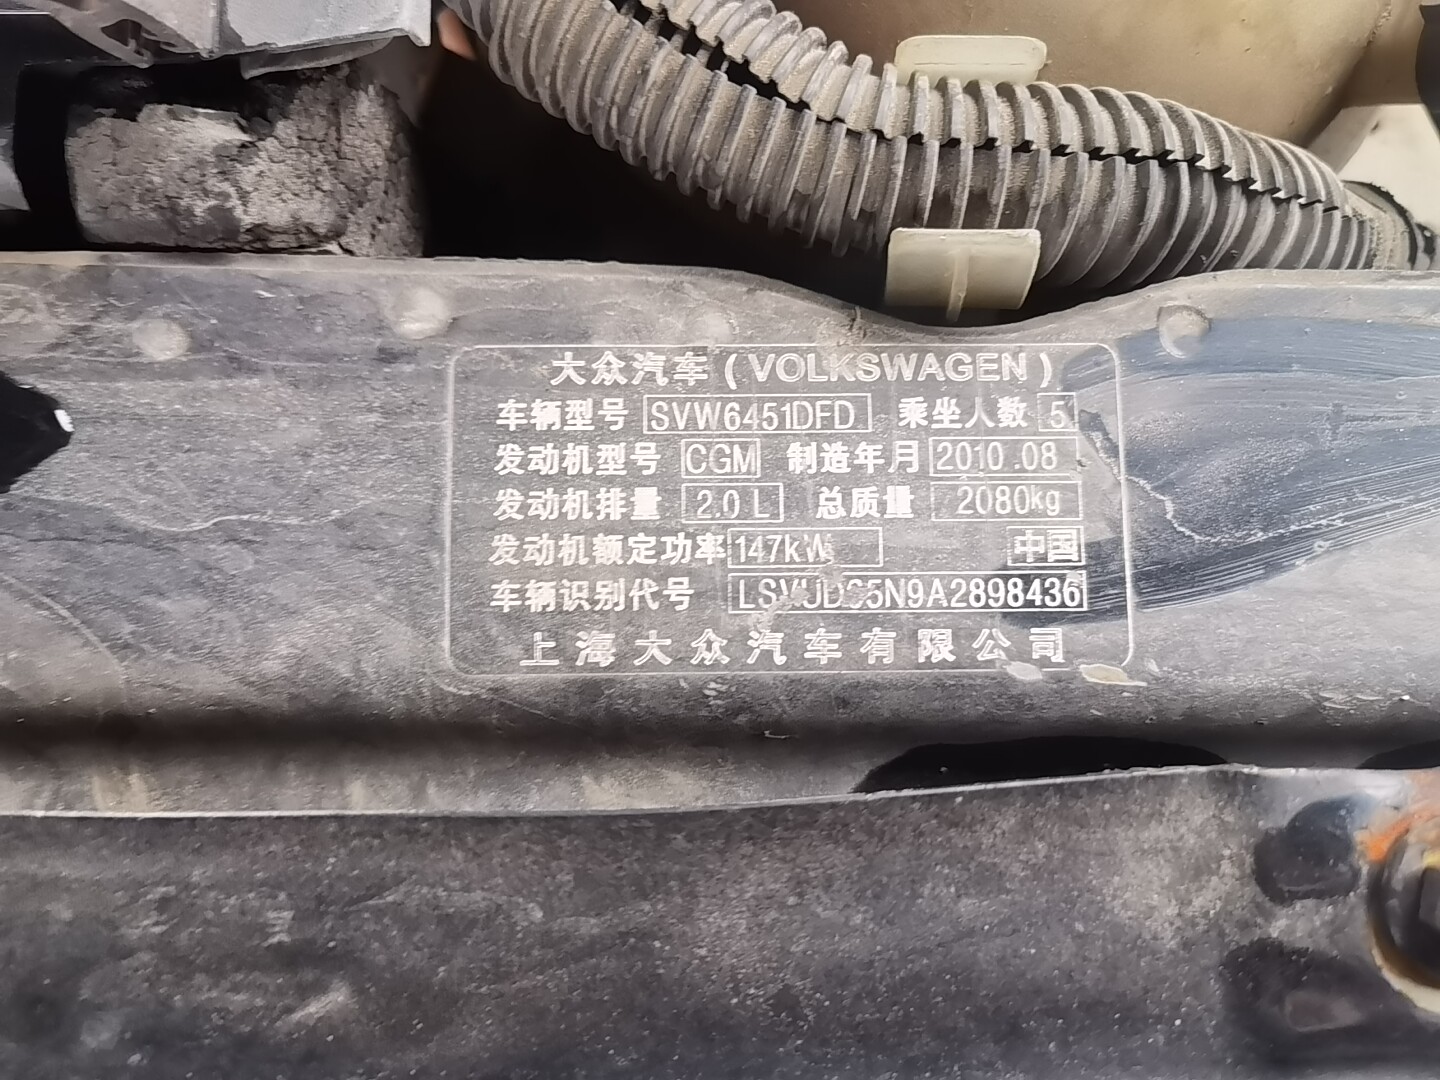 大众汽车(VOLKSWAGEN)
车辆型号 SVW6451DFD 乘坐人数 5
发动机型号 CGM 制造年月 2010.08
发动机排量 2.0 L 总质量 2080kg
发动机额定功率 147kW 中国
车辆识别代号
上海大众汽车有限公司